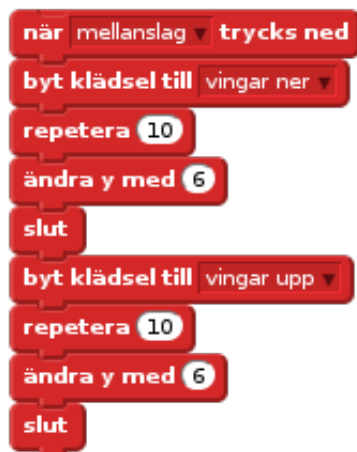 när mellanslag trycks ned
byt klädsel till vingar ner
repetera 10
ändra y med 6
slut
byt klädsel till vingar upp
repetera 10
ändra y med 6
slut